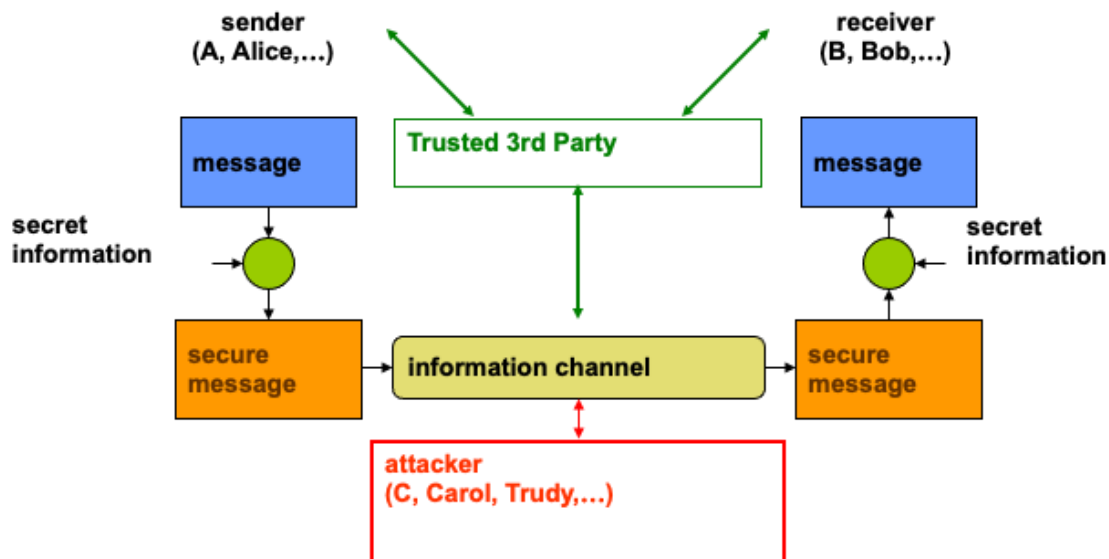 sender
(A, Alice,...)
receiver
(B, Bob,...)
Trusted 3rd Party
message
message
secret
information
secret
information
secure
message
information channel
secure
message
attacker
(C, Carol, Trudy,...)